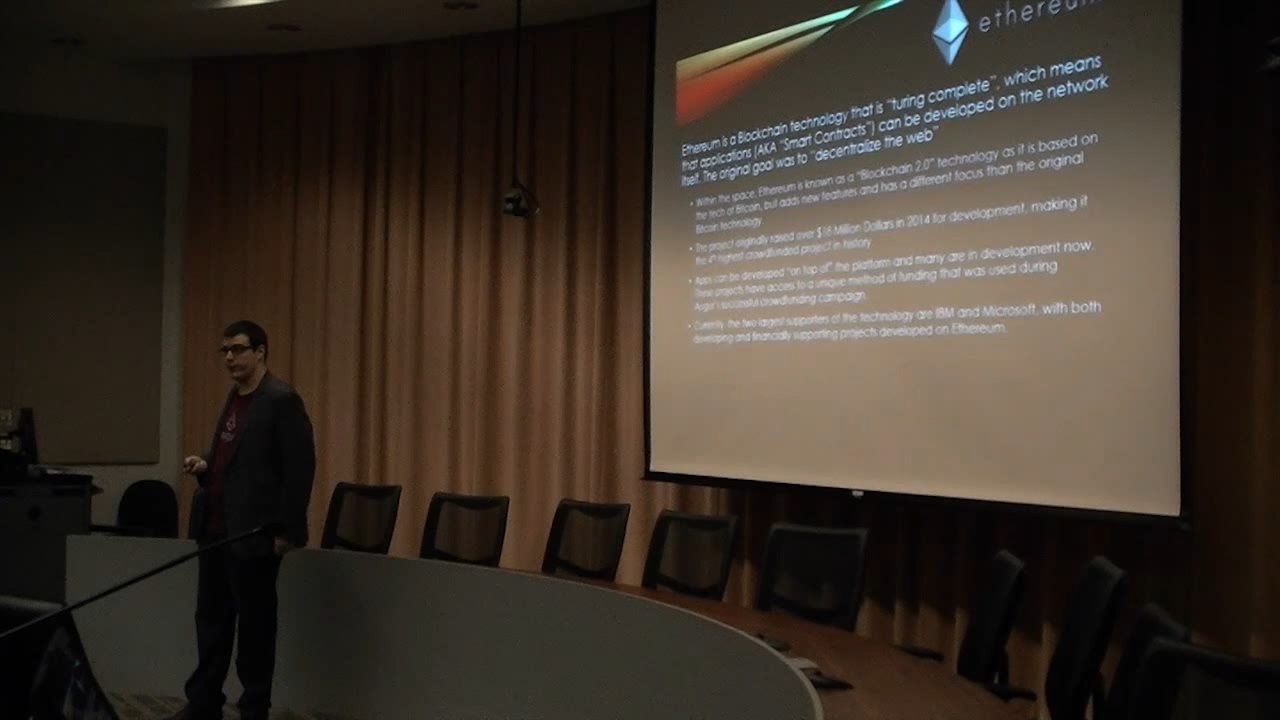 ethereum
Ethereum is a Blockchain technology that is "turing complete", which means
that applications (AKA "Smart Contracts") can be developed on the network
itself. The original goal was to "decentralize the web"
• Within the space, Ethereum is known as a "Blockchain 2.0" technology as it is based on
the tech of Bitcoin, but adds new features and has a different focus than the original
Bitcoin technology
• The project originally raised over $18 Million Dollars in 2014 for development, making it
the 4th highest crowdfunded project in history
• Apps can be developed "on top of" the platform and many are in development now.
These projects have access to a unique method of funding that was used during
Augur's successful crowdfunding campaign.
• Currently, the two largest supporters of the technology are IBM and Microsoft, with both
developing and financially supporting projects developed on Ethereum.